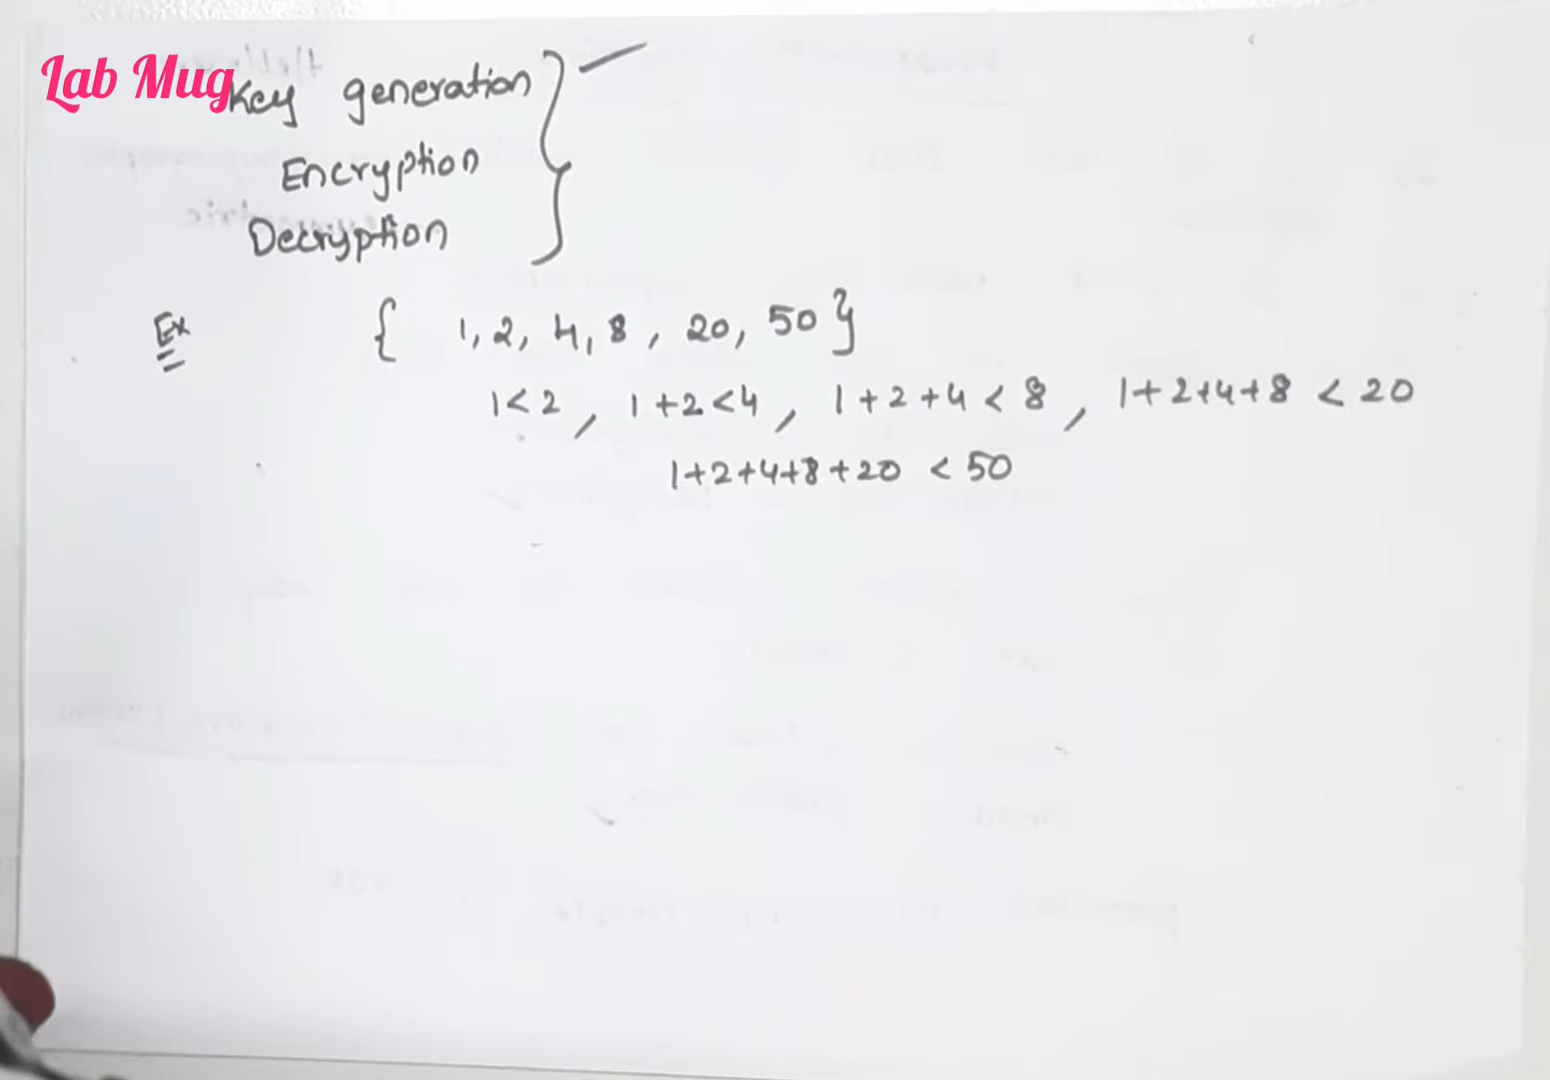 Lab Mug
Key generation
Encryption
Decryption
Ex { 1, 2, 4, 8, 20, 50 }
1<2, 1+2<4, 1+2+4<8, 1+2+4+8<20
1+2+4+8+20<50